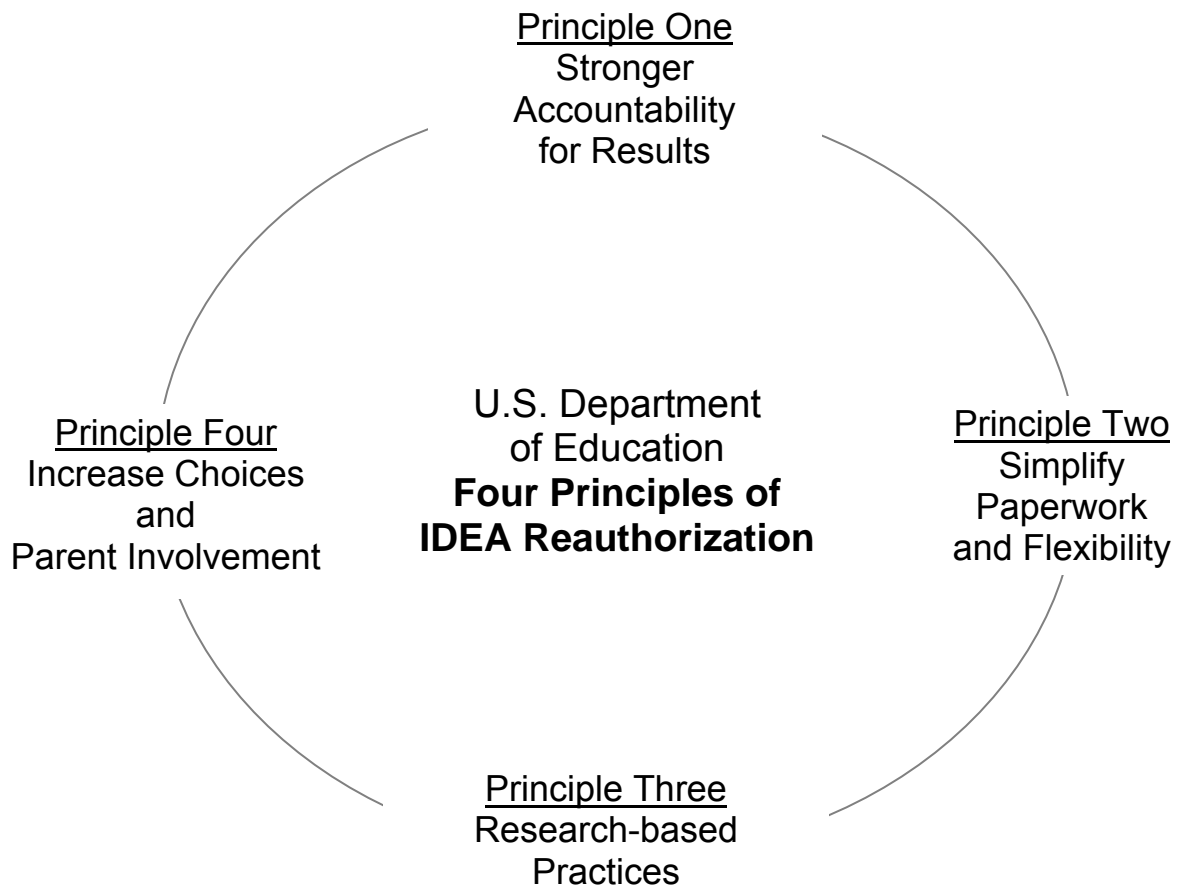 Principle One
Stronger
Accountability
for Results
Principle Four
Increase Choices
and
Parent Involvement
U.S. Department
of Education
Four Principles of
IDEA Reauthorization
Principle Two
Simplify
Paperwork
and Flexibility
Principle Three
Research-based
Practices